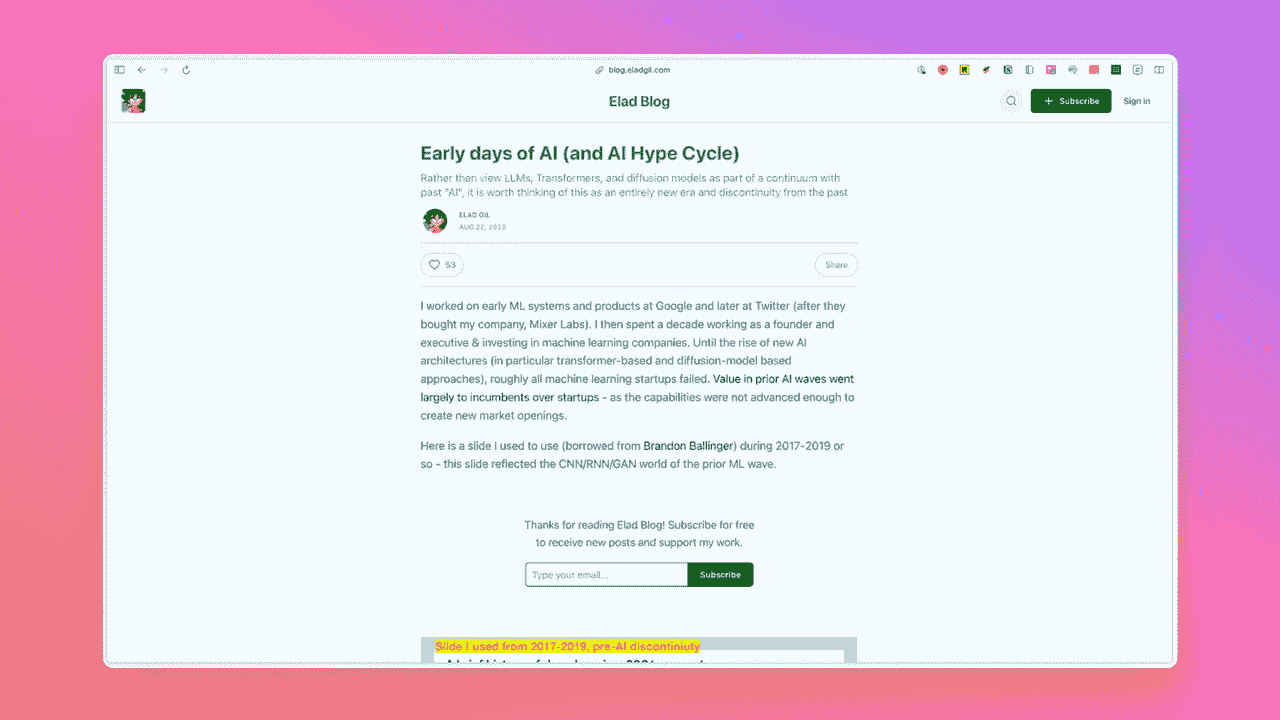 blog.eladgil.com
Elad Blog
Subscribe
Sign in
Early days of AI (and AI Hype Cycle)
Rather then view LLMs, Transformers, and diffusion models as part of a continuum with
past "AI", it is worth thinking of this as an entirely new era and discontinuity from the past
ELAD GIL
AUG 22, 2023
53
Share
I worked on early ML systems and products at Google and later at Twitter (after they
bought my company, Mixer Labs). I then spent a decade working as a founder and
executive & investing in machine learning companies. Until the rise of new AI
architectures (in particular transformer-based and diffusion-model based
approaches), roughly all machine learning startups failed. Value in prior AI waves went
largely to incumbents over startups - as the capabilities were not advanced enough to
create new market openings.
Here is a slide I used to use (borrowed from Brandon Ballinger) during 2017-2019 or
so - this slide reflected the CNN/RNN/GAN world of the prior ML wave.
Thanks for reading Elad Blog! Subscribe for free
to receive new posts and support my work.
Type your email...
Subscribe
Slide I used from 2017-2019, pre-AI discontiniuty